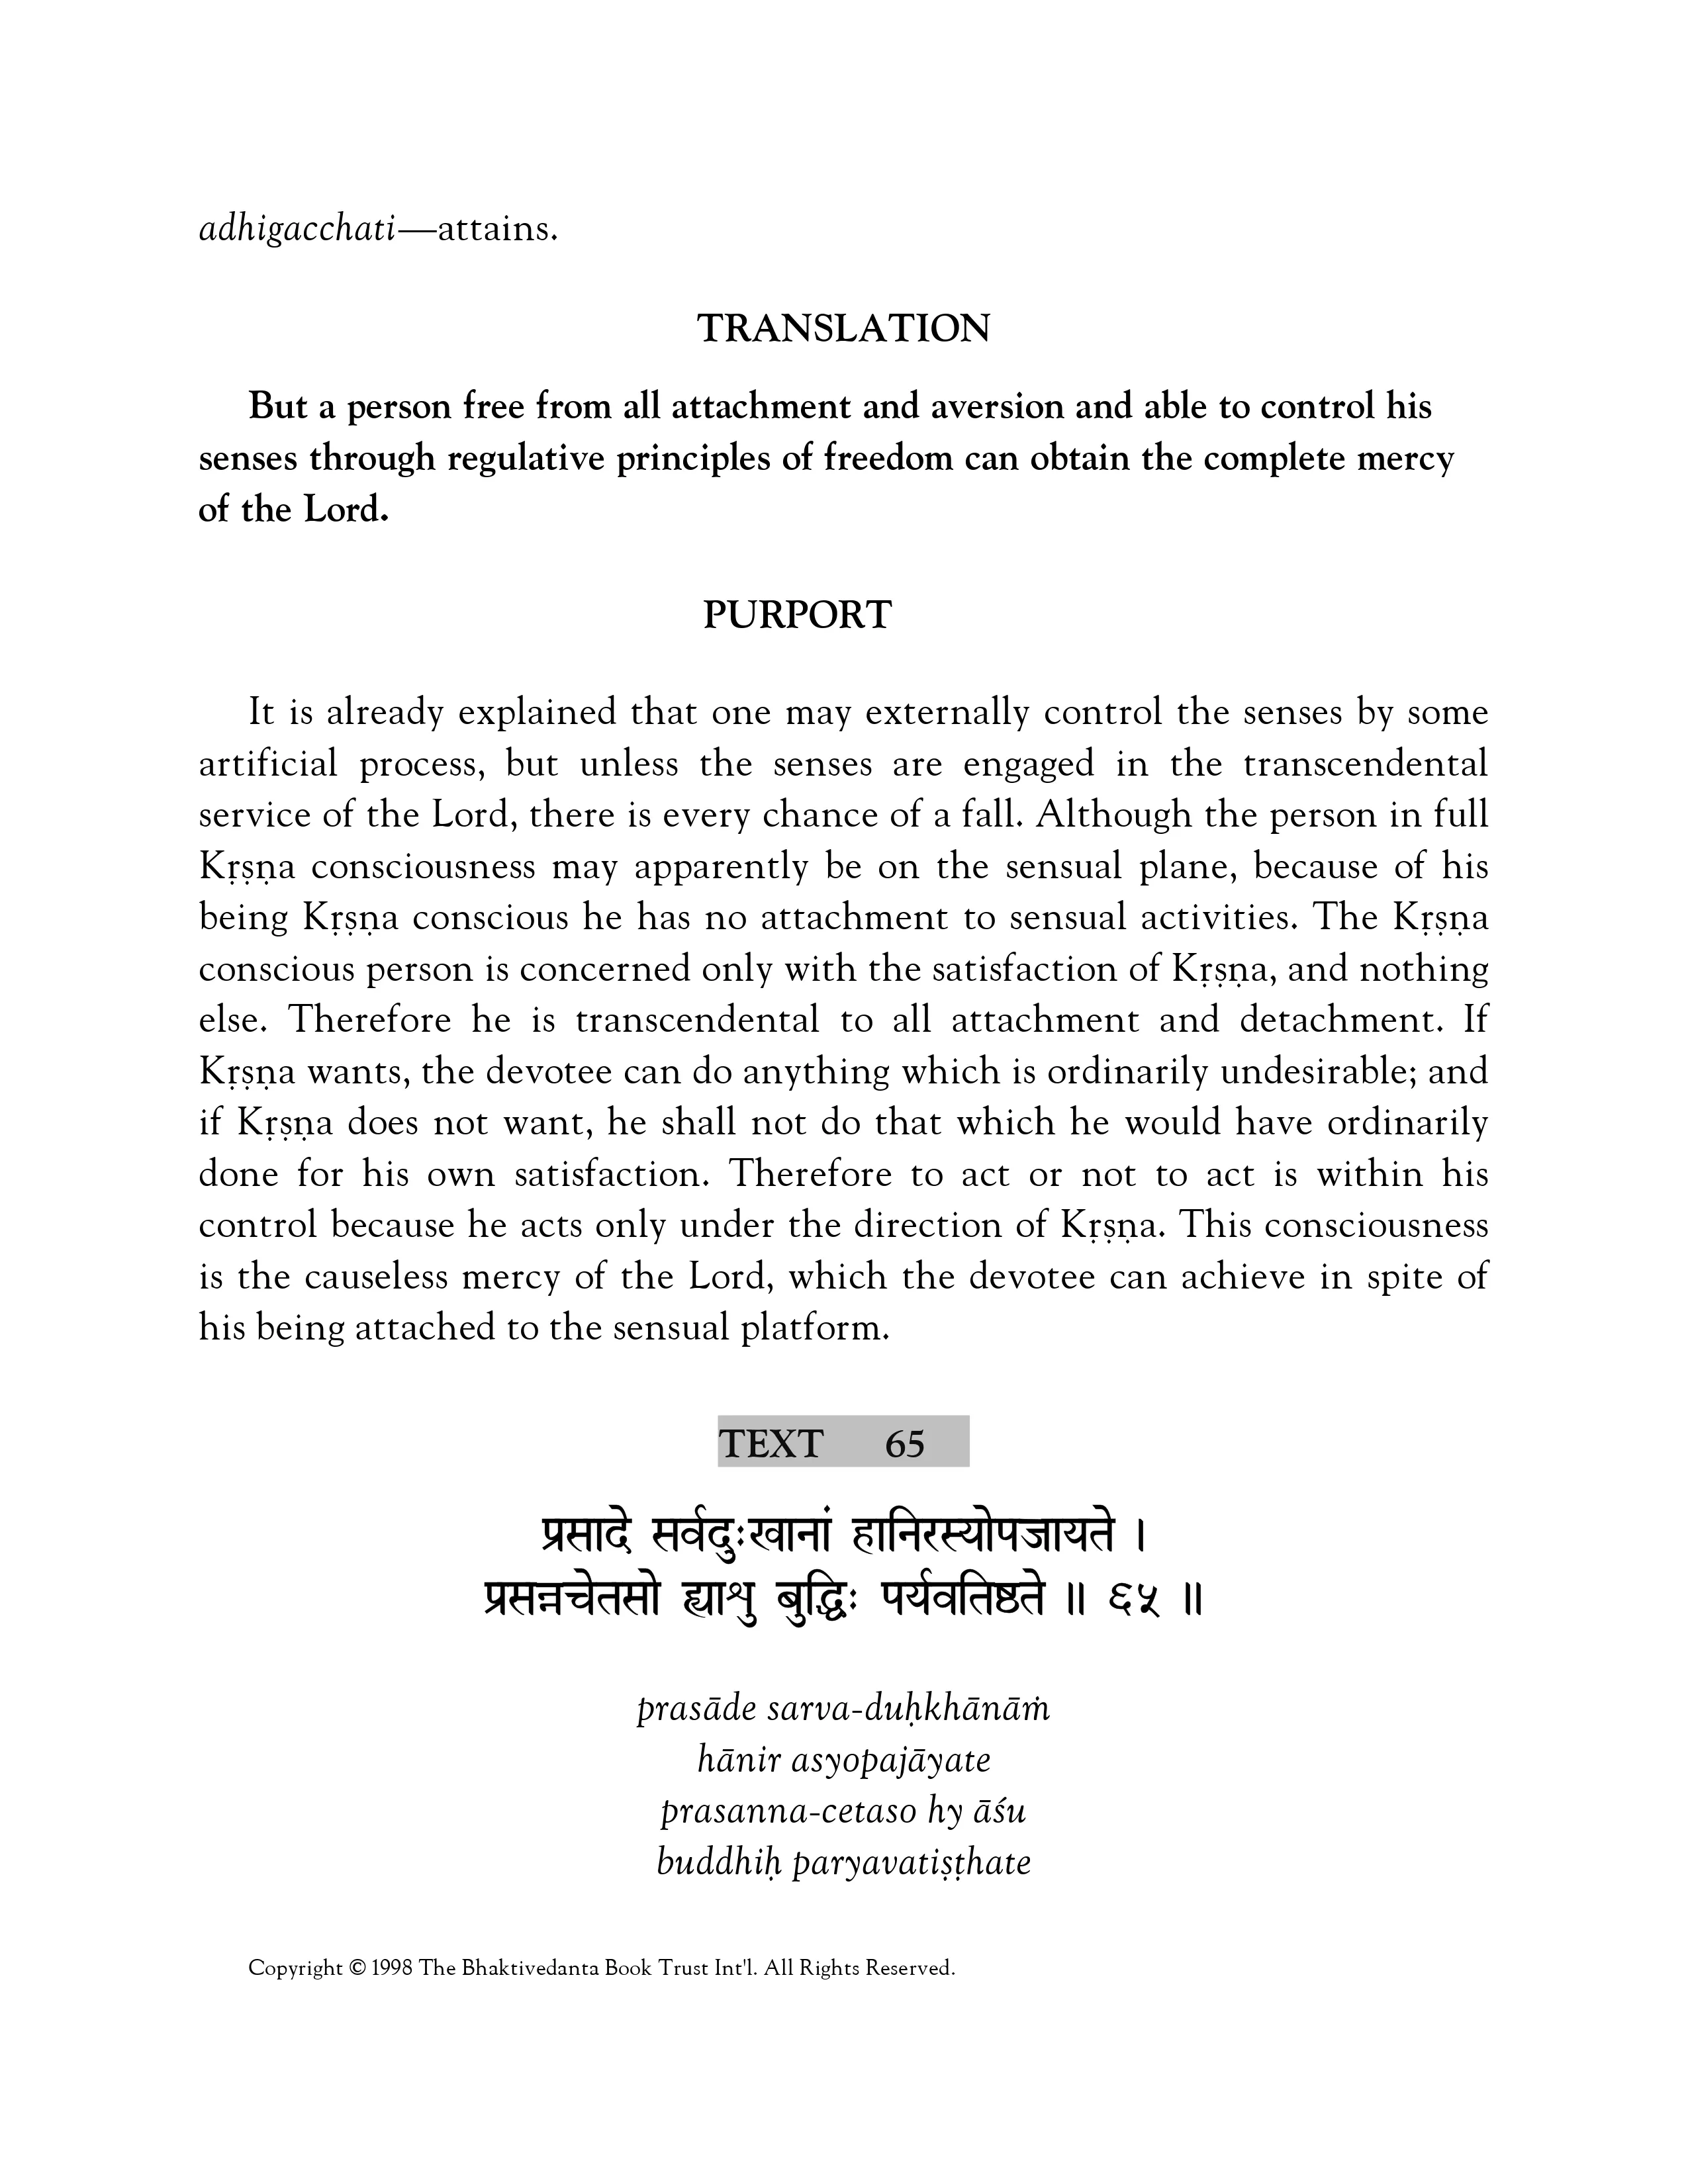 adhigacchati—attains.
TRANSLATION
But a person free from all attachment and aversion and able to control his
senses through regulative principles of freedom can obtain the complete mercy
of the Lord.
PURPORT
It is already explained that one may externally control the senses by some
artificial process, but unless the senses are engaged in the transcendental
service of the Lord, there is every chance of a fall. Although the person in full
Kṛṣṇa consciousness may apparently be on the sensual plane, because of his
being Kṛṣṇa conscious he has no attachment to sensual activities. The Kṛṣṇa
conscious person is concerned only with the satisfaction of Kṛṣṇa, and nothing
else. Therefore he is transcendental to all attachment and detachment. If
Kṛṣṇa wants, the devotee can do anything which is ordinarily undesirable; and
if Kṛṣṇa does not want, he shall not do that which he would have ordinarily
done for his own satisfaction. Therefore to act or not to act is within his
control because he acts only under the direction of Kṛṣṇa. This consciousness
is the causeless mercy of the Lord, which the devotee can achieve in spite of
his being attached to the sensual platform.
TEXT 65
प्रसादे सर्वदुःखानां हानिरस्योपजायते ।
प्रसन्नचेतसो ह्याशु बुद्धिः पर्यवतिष्ठते ॥ ६५ ॥
prasāde sarva-duḥkhānāṁ
hānir asyopajāyate
prasanna-cetaso hy āśu
buddhiḥ paryavatiṣṭhate
Copyright © 1998 The Bhaktivedanta Book Trust Int'l. All Rights Reserved.